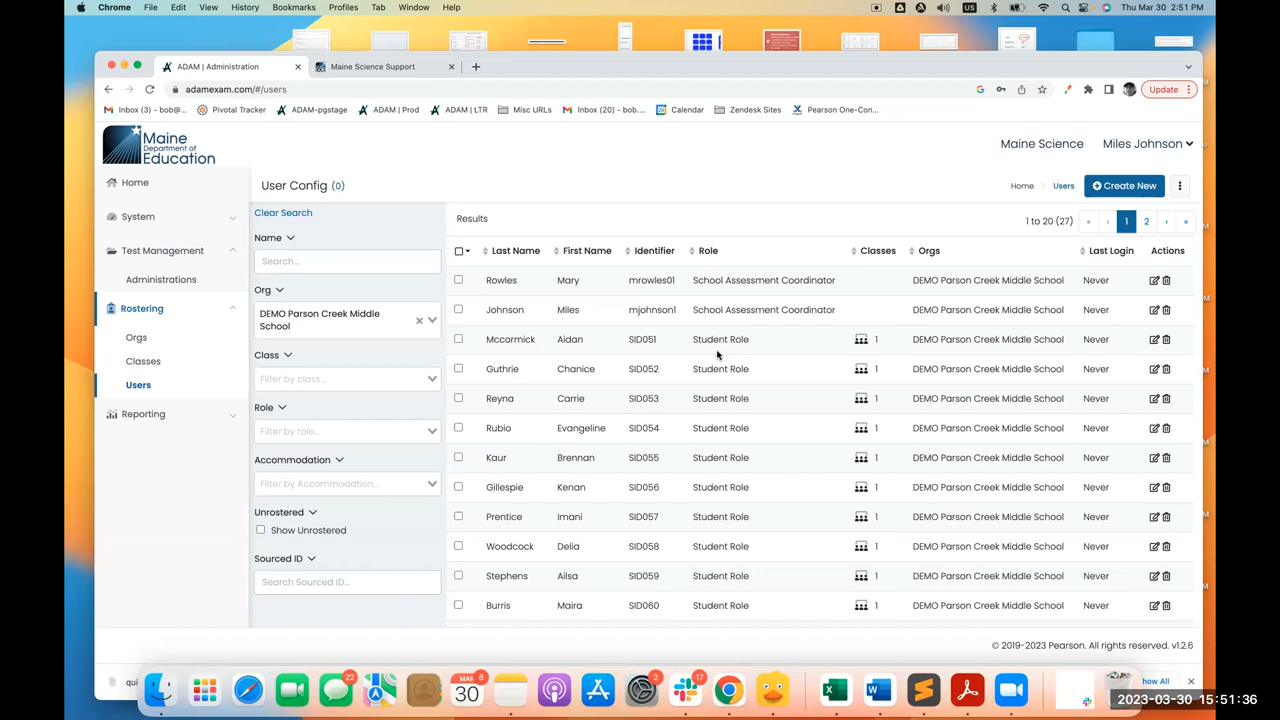 Chrome File Edit View History Bookmarks Profiles Tab Window Help
US Thu Mar 30 2:51 PM
ADAM | Administration
Maine Science Support
adamexam.com/#/users
Update
Inbox (3) - bob@...
Pivotal Tracker
ADAM-pgstage
ADAM | Prod
ADAM | LTR
Misc URLs
Inbox (20) - bob....
Calendar
Zendesk Sites
Pearson One-Con...
Maine
Department of
Education
Maine Science
Miles Johnson
Home
System
Test Management
Administrations
Rostering
Orgs
Classes
Users
Reporting
User Config (0)
Home > Users
Create New
Clear Search
Name
Search...
Org
DEMO Parson Creek Middle
School
Class
Filter by class...
Role
Filter by role...
Accommodation
Filter by Accommodation...
Unrostered
Show Unrostered
Sourced ID
Search Sourced ID...
Results
1 to 20 (27) « ‹ 1 2 › »
Last Name First Name Identifier Role Classes Orgs Last Login Actions
Rowles Mary mrowles01 School Assessment Coordinator DEMO Parson Creek Middle School Never
Johnson Miles mjohnson1 School Assessment Coordinator DEMO Parson Creek Middle School Never
Mccormick Aidan SID051 Student Role 1 DEMO Parson Creek Middle School Never
Guthrie Chanice SID052 Student Role 1 DEMO Parson Creek Middle School Never
Reyna Carrie SID053 Student Role 1 DEMO Parson Creek Middle School Never
Rubio Evangeline SID054 Student Role 1 DEMO Parson Creek Middle School Never
Kaur Brennan SID055 Student Role 1 DEMO Parson Creek Middle School Never
Gillespie Kenan SID056 Student Role 1 DEMO Parson Creek Middle School Never
Prentice Imani SID057 Student Role 1 DEMO Parson Creek Middle School Never
Woodcock Delia SID058 Student Role 1 DEMO Parson Creek Middle School Never
Stephens Ailsa SID059 Student Role 1 DEMO Parson Creek Middle School Never
Burris Maira SID060 Student Role 1 DEMO Parson Creek Middle School Never
© 2019-2023 Pearson. All rights reserved. v1.2.6
qui
22
MAR 8
30
2
17
Show All
2023-03-30 15:51:36